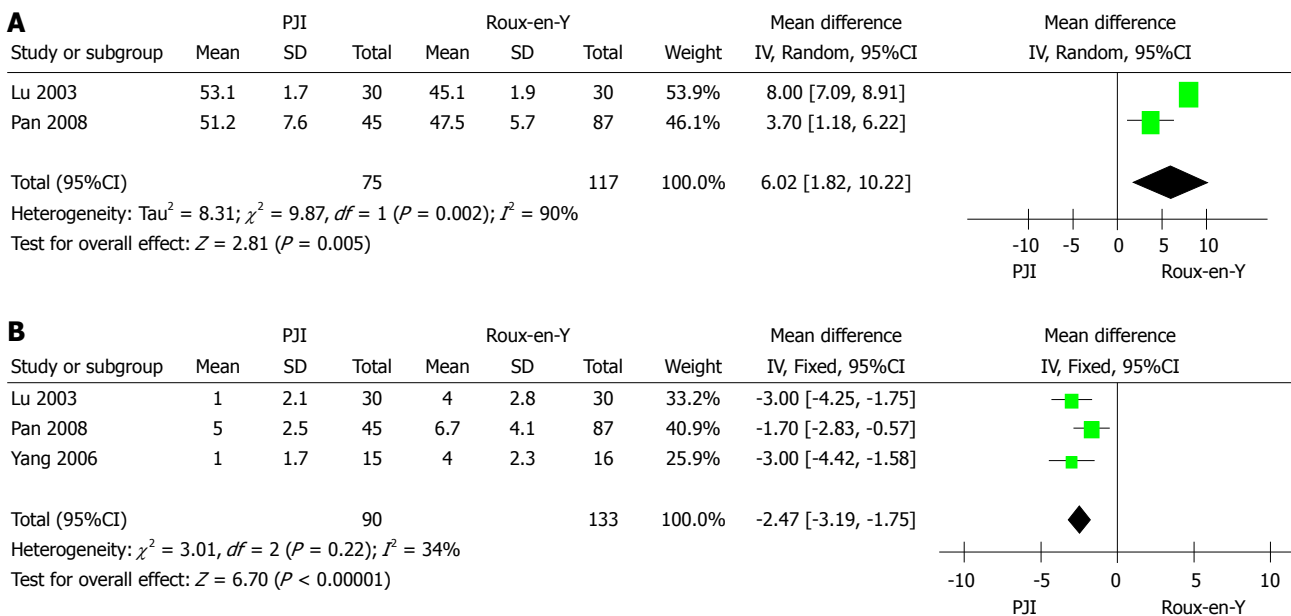 A
PJI Roux-en-Y Mean difference Mean difference
Study or subgroup Mean SD Total Mean SD Total Weight IV, Random, 95%CI IV, Random, 95%CI
Lu 2003 53.1 1.7 30 45.1 1.9 30 53.9% 8.00 [7.09, 8.91]
Pan 2008 51.2 7.6 45 47.5 5.7 87 46.1% 3.70 [1.18, 6.22]
Total (95%CI) 75 117 100.0% 6.02 [1.82, 10.22]
Heterogeneity: Tau² = 8.31; χ² = 9.87, df = 1 (P = 0.002); I² = 90%
Test for overall effect: Z = 2.81 (P = 0.005)
-10 -5 0 5 10
PJI Roux-en-Y
B
PJI Roux-en-Y Mean difference Mean difference
Study or subgroup Mean SD Total Mean SD Total Weight IV, Fixed, 95%CI IV, Fixed, 95%CI
Lu 2003 1 2.1 30 4 2.8 30 33.2% -3.00 [-4.25, -1.75]
Pan 2008 5 2.5 45 6.7 4.1 87 40.9% -1.70 [-2.83, -0.57]
Yang 2006 1 1.7 15 4 2.3 16 25.9% -3.00 [-4.42, -1.58]
Total (95%CI) 90 133 100.0% -2.47 [-3.19, -1.75]
Heterogeneity: χ² = 3.01, df = 2 (P = 0.22); I² = 34%
Test for overall effect: Z = 6.70 (P < 0.00001)
-10 -5 0 5 10
PJI Roux-en-Y